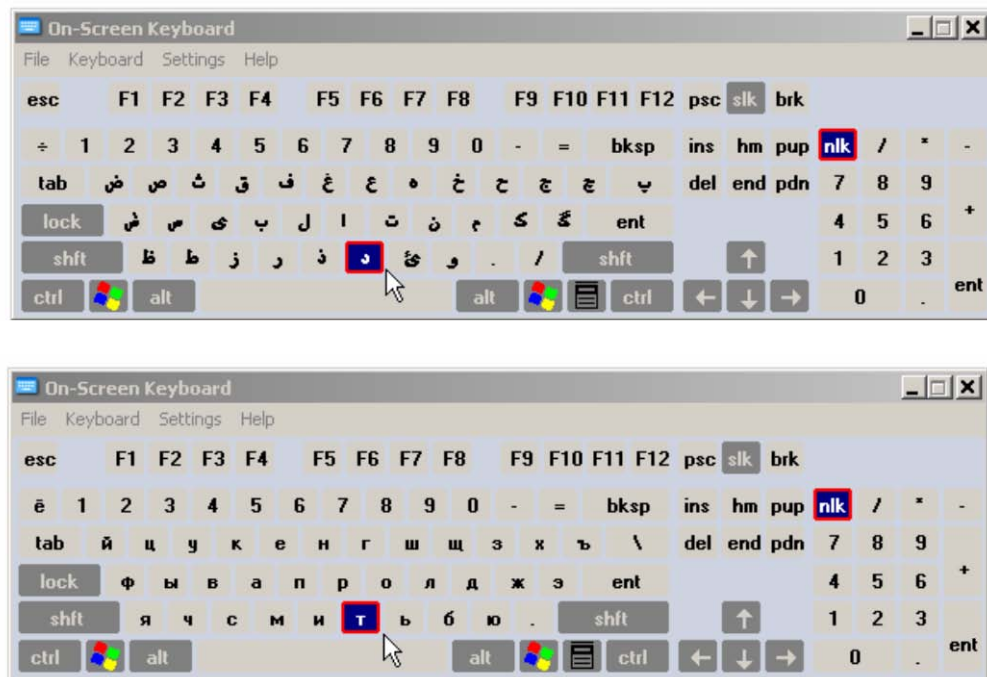 On-Screen Keyboard
File Keyboard Settings Help
esc F1 F2 F3 F4 F5 F6 F7 F8 F9 F10 F11 F12 psc slk brk
÷ 1 2 3 4 5 6 7 8 9 0 - = bksp ins hm pup nlk / * -
tab ض ص ث ق ف غ ع ه خ ح ج چ پ del end pdn 7 8 9 +
lock ش س ی ب ل ا ت ن م ک گ ent 4 5 6
shft ظ ط ز ر ذ د ئ و . / shft ↑ 1 2 3 ent
ctrl alt alt ctrl ← ↓ → 0 .
On-Screen Keyboard
File Keyboard Settings Help
esc F1 F2 F3 F4 F5 F6 F7 F8 F9 F10 F11 F12 psc slk brk
ё 1 2 3 4 5 6 7 8 9 0 - = bksp ins hm pup nlk / * -
tab й ц у к е н г ш щ з х ъ \ del end pdn 7 8 9 +
lock ф ы в а п р о л д ж э ent 4 5 6
shft я ч с м и т ь б ю . shft ↑ 1 2 3 ent
ctrl alt alt ctrl ← ↓ → 0 .